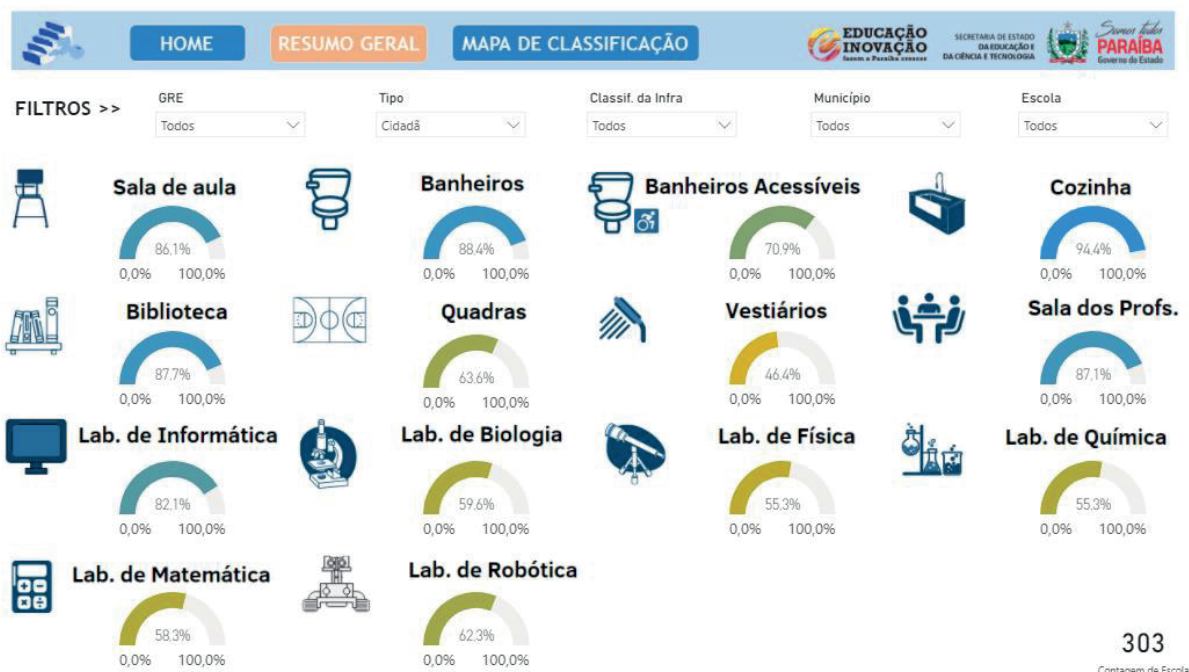 HOME
RESUMO GERAL
MAPA DE CLASSIFICAÇÃO
EDUCAÇÃO
INOVAÇÃO
fazem a Paraíba crescer
SECRETARIA DE ESTADO
DA EDUCAÇÃO E
DA CIÊNCIA E TECNOLOGIA
Somos todos
PARAÍBA
Governo do Estado
FILTROS >>
GRE
Todos
Tipo
Cidadã
Classif. da Infra
Todos
Município
Todos
Escola
Todos
Sala de aula
86,1%
0,0% 100,0%
Banheiros
88,4%
0,0% 100,0%
Banheiros Acessíveis
70,9%
0,0% 100,0%
Cozinha
94,4%
0,0% 100,0%
Biblioteca
87,7%
0,0% 100,0%
Quadras
63,6%
0,0% 100,0%
Vestiários
46,4%
0,0% 100,0%
Sala dos Profs.
87,1%
0,0% 100,0%
Lab. de Informática
82,1%
0,0% 100,0%
Lab. de Biologia
59,6%
0,0% 100,0%
Lab. de Física
55,3%
0,0% 100,0%
Lab. de Química
55,3%
0,0% 100,0%
Lab. de Matemática
58,3%
0,0% 100,0%
Lab. de Robótica
62,3%
0,0% 100,0%
303
Contagem de Escola